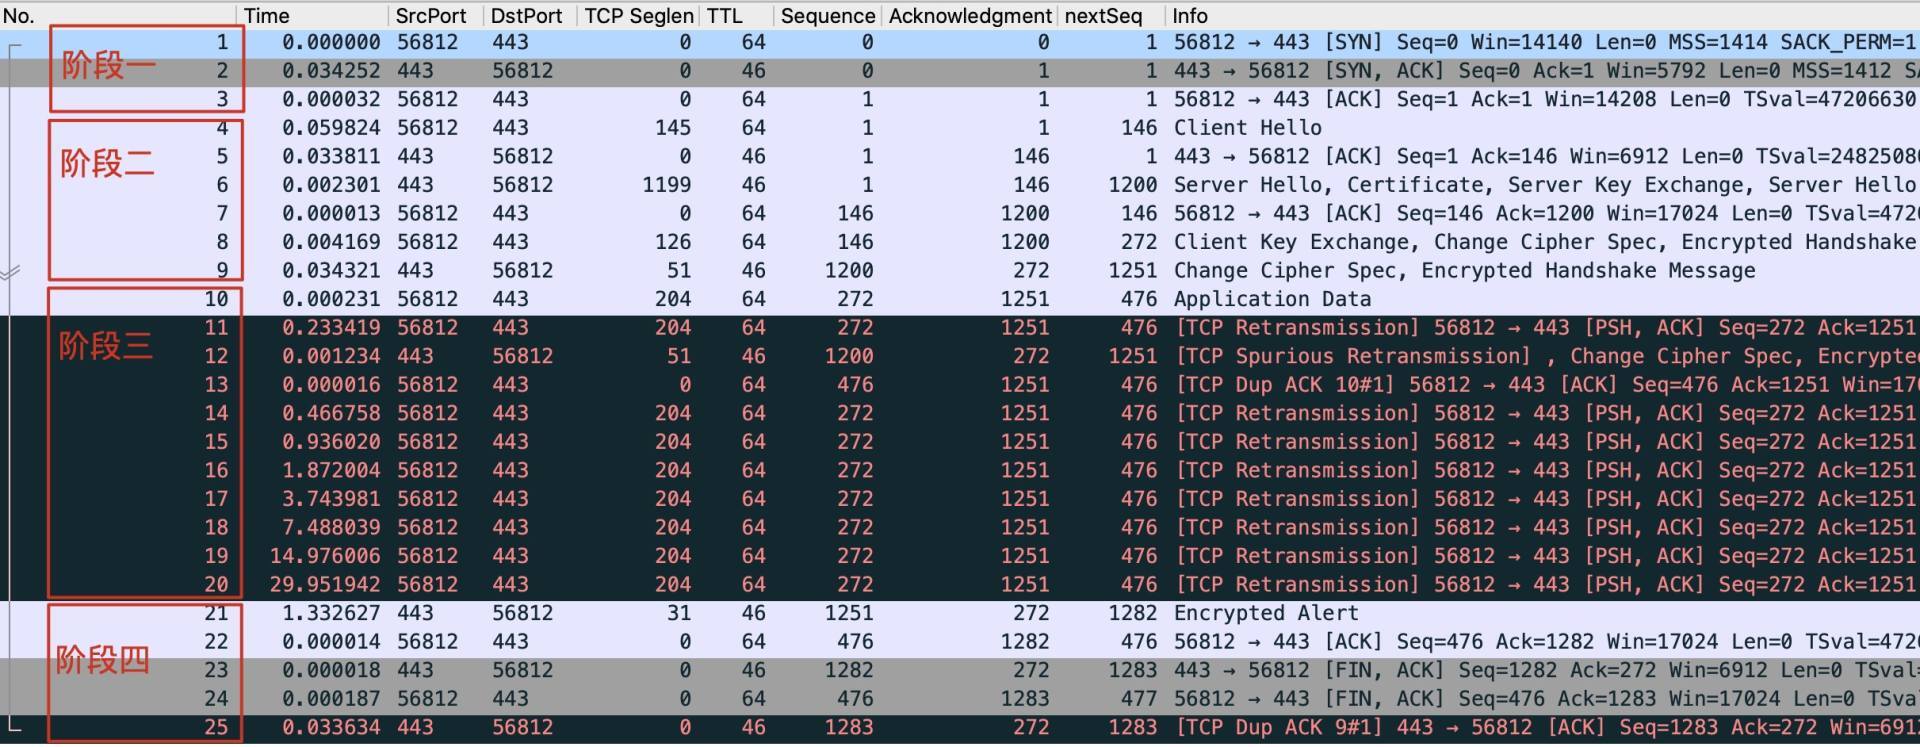 No. Time SrcPort DstPort TCP Seglen TTL Sequence Acknowledgment nextSeq Info
阶段一
1 0.000000 56812 443 0 64 0 0 1 56812 → 443 [SYN] Seq=0 Win=14140 Len=0 MSS=1414 SACK_PERM=1
2 0.034252 443 56812 0 46 0 1 1 443 → 56812 [SYN, ACK] Seq=0 Ack=1 Win=5792 Len=0 MSS=1412
3 0.000032 56812 443 0 64 1 1 1 56812 → 443 [ACK] Seq=1 Ack=1 Win=14208 Len=0 TSval=47206630
阶段二
4 0.059824 56812 443 145 64 1 1 146 Client Hello
5 0.033811 443 56812 0 46 1 146 1 443 → 56812 [ACK] Seq=1 Ack=146 Win=6912 Len=0
6 0.002301 443 56812 1199 46 1 146 1200 Server Hello, Certificate, Server Key Exchange, Server Hello
7 0.000013 56812 443 0 64 146 1200 146 56812 → 443 [ACK] Seq=146 Ack=1200 Win=17024 Len=0
8 0.004169 56812 443 126 64 146 1200 272 Client Key Exchange, Change Cipher Spec, Encrypted Handshake
9 0.034321 443 56812 51 46 1200 272 1251 Change Cipher Spec, Encrypted Handshake Message
阶段三
10 0.000231 56812 443 204 64 272 1251 476 Application Data
11 0.233419 56812 443 204 64 272 1251 476 [TCP Retransmission] 56812 → 443 [PSH, ACK] Seq=272 Ack=1251
12 0.001234 443 56812 51 46 1200 272 1251 [TCP Spurious Retransmission] , Change Cipher Spec, Encrypte
13 0.000016 56812 443 0 64 476 1251 476 [TCP Dup ACK 10#1] 56812 → 443 [ACK] Seq=476 Ack=1251
14 0.466758 56812 443 204 64 272 1251 476 [TCP Retransmission] 56812 → 443 [PSH, ACK] Seq=272 Ack=1251
15 0.936020 56812 443 204 64 272 1251 476 [TCP Retransmission] 56812 → 443 [PSH, ACK] Seq=272 Ack=1251
16 1.872004 56812 443 204 64 272 1251 476 [TCP Retransmission] 56812 → 443 [PSH, ACK] Seq=272 Ack=1251
17 3.743981 56812 443 204 64 272 1251 476 [TCP Retransmission] 56812 → 443 [PSH, ACK] Seq=272 Ack=1251
18 7.488039 56812 443 204 64 272 1251 476 [TCP Retransmission] 56812 → 443 [PSH, ACK] Seq=272 Ack=1251
19 14.976006 56812 443 204 64 272 1251 476 [TCP Retransmission] 56812 → 443 [PSH, ACK] Seq=272 Ack=1251
20 29.951942 56812 443 204 64 272 1251 476 [TCP Retransmission] 56812 → 443 [PSH, ACK] Seq=272 Ack=1251
阶段四
21 1.332627 443 56812 31 46 1251 272 1282 Encrypted Alert
22 0.000014 56812 443 0 64 476 1282 476 56812 → 443 [ACK] Seq=476 Ack=1282 Win=17024 Len=0
23 0.000018 443 56812 0 46 1282 272 1283 443 → 56812 [FIN, ACK] Seq=1282 Ack=272 Win=6912 Len=0
24 0.000187 56812 443 0 64 476 1283 477 56812 → 443 [FIN, ACK] Seq=476 Ack=1283 Win=17024 Len=0
25 0.033634 443 56812 0 46 1283 272 1283 [TCP Dup ACK 9#1] 443 → 56812 [ACK] Seq=1283 Ack=272